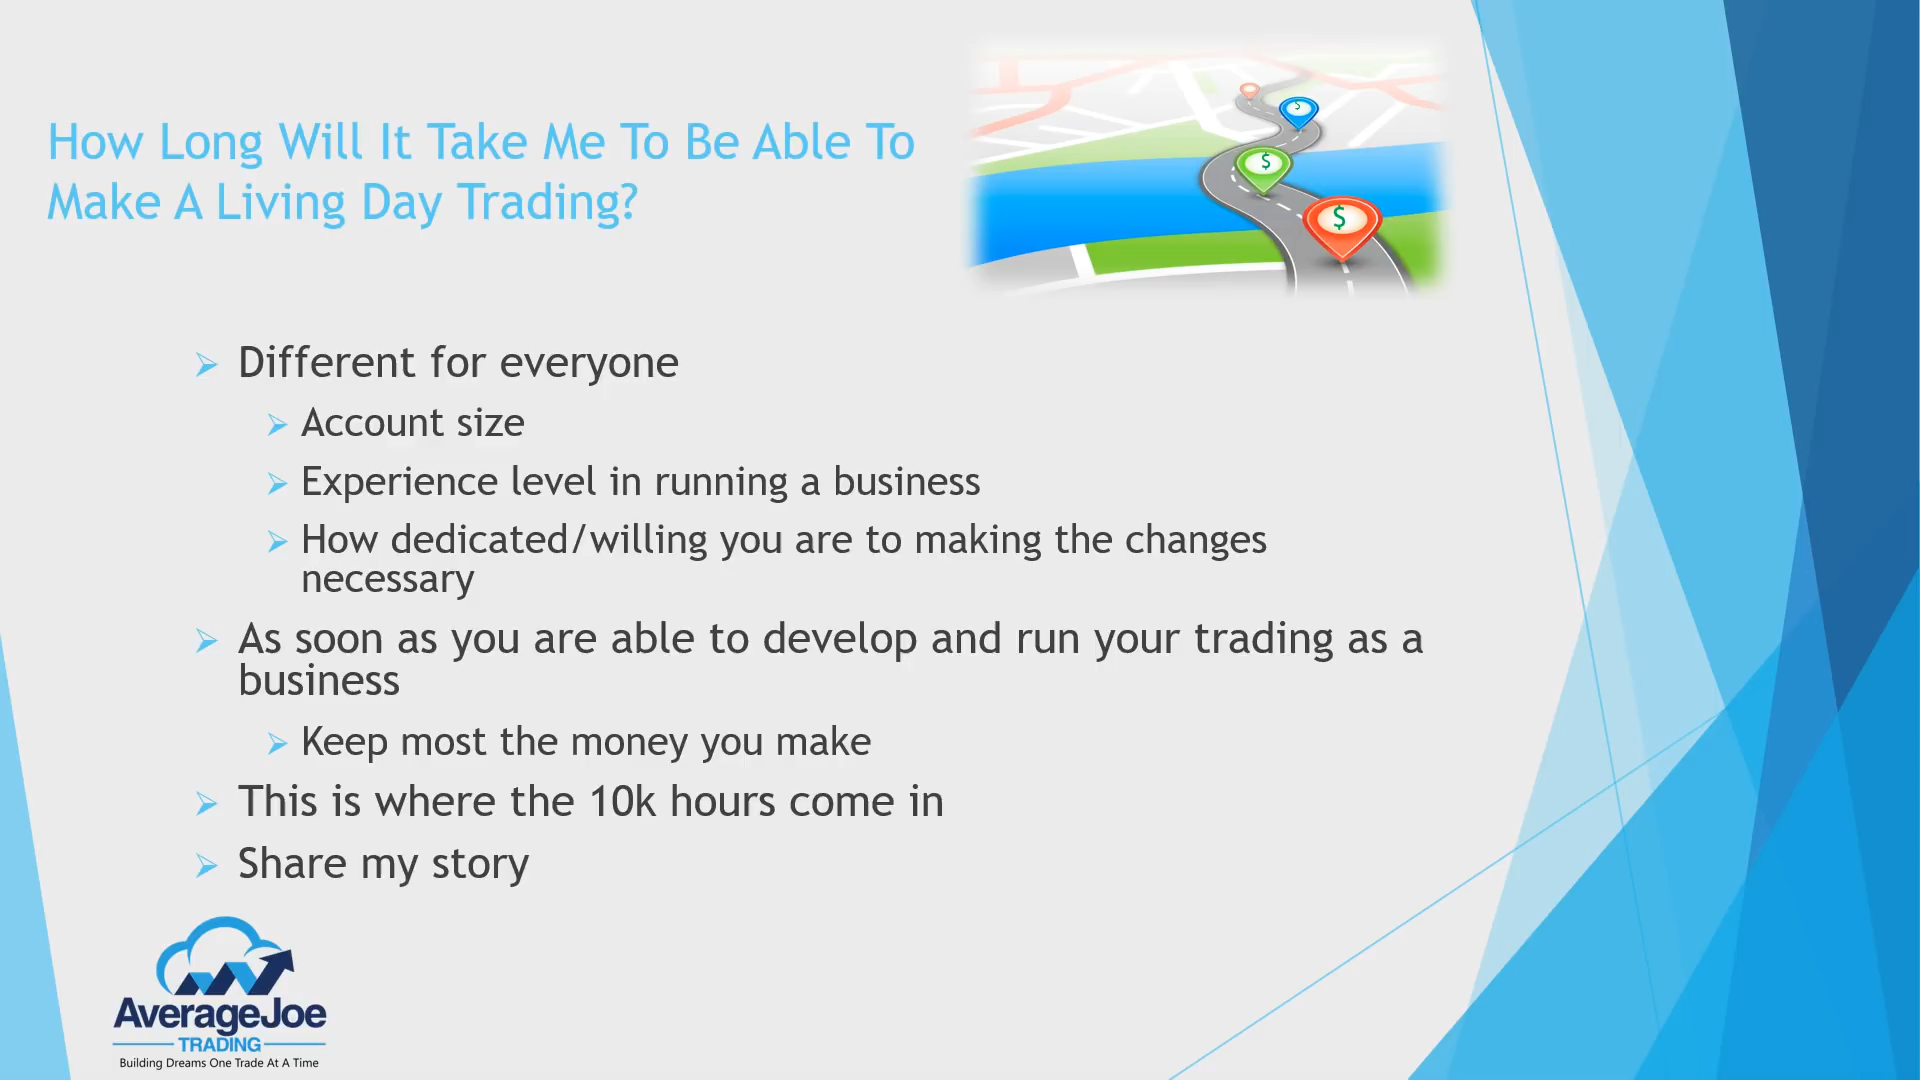 How Long Will It Take Me To Be Able To
Make A Living Day Trading?
$
$
$
Different for everyone
Account size
Experience level in running a business
How dedicated/willing you are to making the changes
necessary
As soon as you are able to develop and run your trading as a
business
Keep most the money you make
This is where the 10k hours come in
Share my story
AverageJoe
TRADING
Building Dreams One Trade At A Time